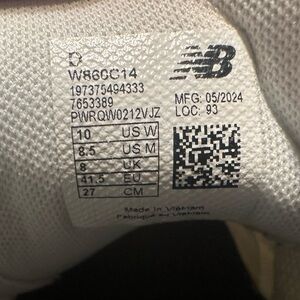 D
W860C14
197375494333
7653389
PWRQW0212VJZ
NB
MFG. 05/2024
LOC: 93
10 US W
8.5 US M
8 UK
41.5 EU
27 CM
Made in Vietnam
Fabriqué au Vietnam